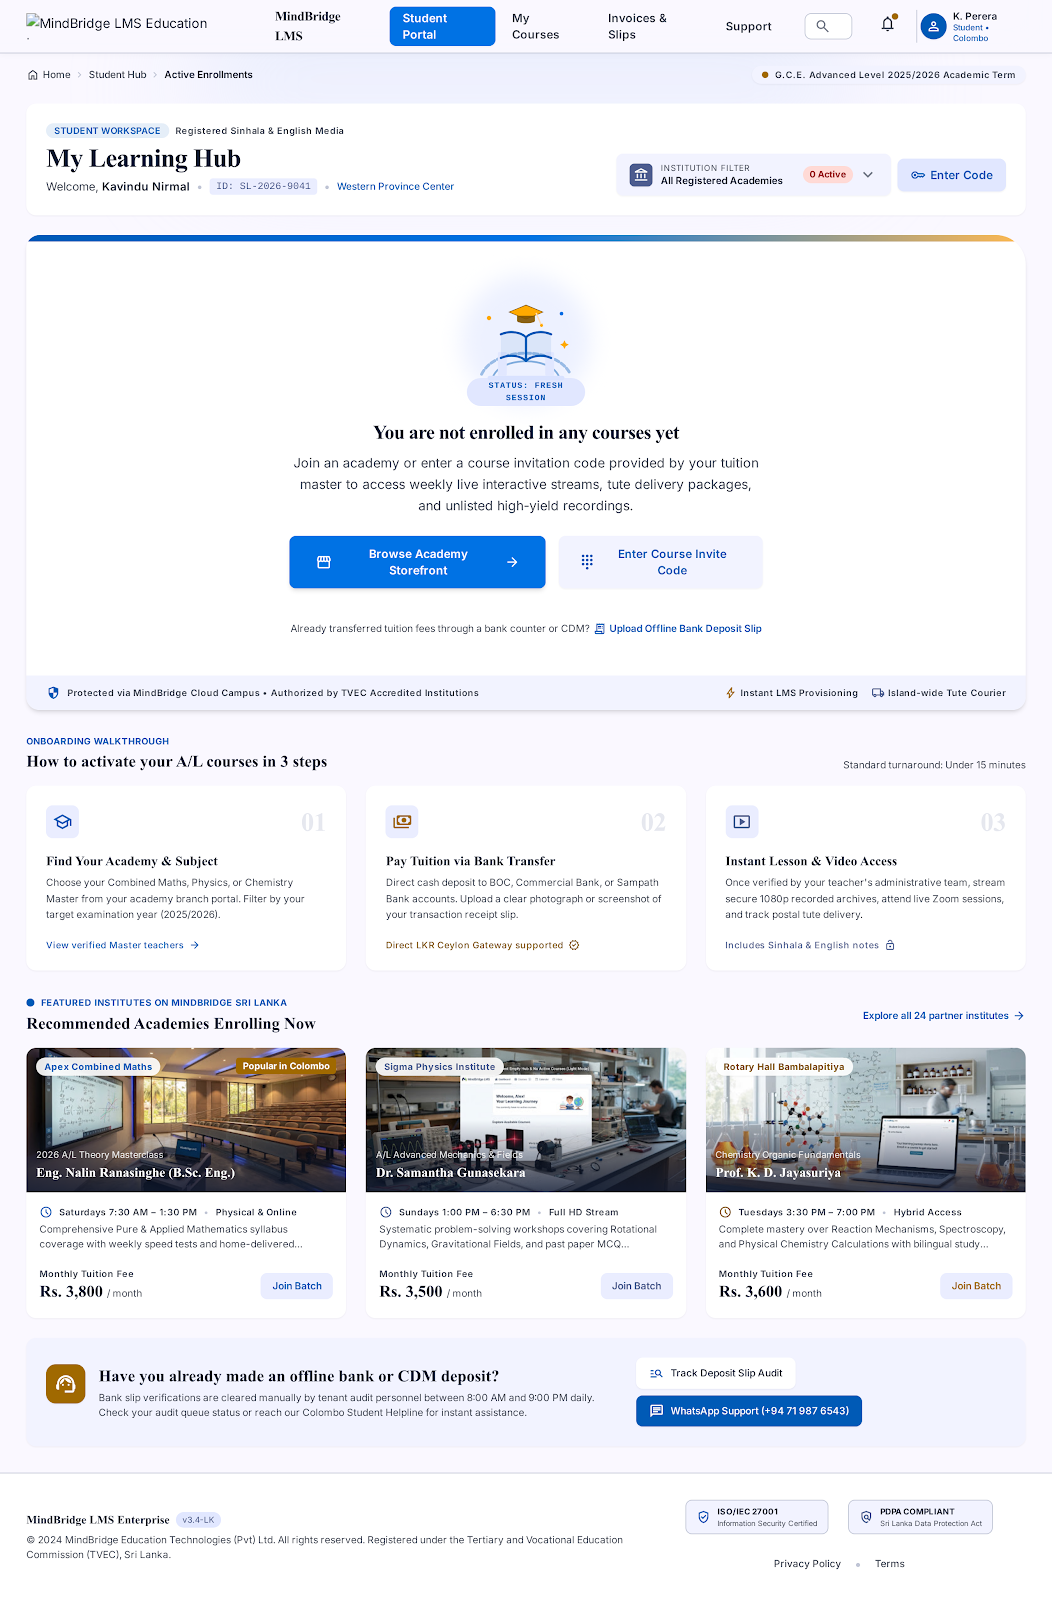 MindBridge LMS Education
MindBridge
LMS
Student
Portal
My
Courses
Invoices &
Slips
Support
K. Perera
Student •
Colombo
Home > Student Hub > Active Enrollments
G.C.E. Advanced Level 2025/2026 Academic Term
STUDENT WORKSPACE Registered Sinhala & English Media
My Learning Hub
Welcome, Kavindu Nirmal • ID: SL-2026-9041 • Western Province Center
INSTITUTION FILTER
All Registered Academies
0 Active
Enter Code
STATUS: FRESH
SESSION
You are not enrolled in any courses yet
Join an academy or enter a course invitation code provided by your tuition
master to access weekly live interactive streams, tute delivery packages,
and unlisted high-yield recordings.
Browse Academy
Storefront
Enter Course Invite
Code
Already transferred tuition fees through a bank counter or CDM? Upload Offline Bank Deposit Slip
Protected via MindBridge Cloud Campus • Authorized by TVEC Accredited Institutions
Instant LMS Provisioning
Island-wide Tute Courier
ONBOARDING WALKTHROUGH
How to activate your A/L courses in 3 steps
Standard turnaround: Under 15 minutes
01
Find Your Academy & Subject
Choose your Combined Maths, Physics, or Chemistry
Master from your academy branch portal. Filter by your
target examination year (2025/2026).
View verified Master teachers
02
Pay Tuition via Bank Transfer
Direct cash deposit to BOC, Commercial Bank, or Sampath
Bank accounts. Upload a clear photograph or screenshot of
your transaction receipt slip.
Direct LKR Ceylon Gateway supported
03
Instant Lesson & Video Access
Once verified by your teacher's administrative team, stream
secure 1080p recorded archives, attend live Zoom sessions,
and track postal tute delivery.
Includes Sinhala & English notes
FEATURED INSTITUTES ON MINDBRIDGE SRI LANKA
Recommended Academies Enrolling Now
Explore all 24 partner institutes
Apex Combined Maths
Popular in Colombo
2026 A/L Theory Masterclass
Eng. Nalin Ranasinghe (B.Sc. Eng.)
Saturdays 7:30 AM – 1:30 PM • Physical & Online
Comprehensive Pure & Applied Mathematics syllabus
coverage with weekly speed tests and home-delivered...
Monthly Tuition Fee
Rs. 3,800 / month
Join Batch
Sigma Physics Institute
Welcome, Alex!
Your Learning Journey
A/L Advanced Mechanics & Fields
Dr. Samantha Gunasekara
Sundays 1:00 PM – 6:30 PM • Full HD Stream
Systematic problem-solving workshops covering Rotational
Dynamics, Gravitational Fields, and past paper MCQ...
Monthly Tuition Fee
Rs. 3,500 / month
Join Batch
Rotary Hall Bambalapitiya
Chemistry Organic Fundamentals
Prof. K. D. Jayasuriya
Tuesdays 3:30 PM – 7:00 PM • Hybrid Access
Complete mastery over Reaction Mechanisms, Spectroscopy,
and Physical Chemistry Calculations with bilingual study...
Monthly Tuition Fee
Rs. 3,600 / month
Join Batch
Have you already made an offline bank or CDM deposit?
Bank slip verifications are cleared manually by tenant audit personnel between 8:00 AM and 9:00 PM daily.
Check your audit queue status or reach our Colombo Student Helpline for instant assistance.
Track Deposit Slip Audit
WhatsApp Support (+94 71 987 6543)
MindBridge LMS Enterprise v3.4-LK
© 2024 MindBridge Education Technologies (Pvt) Ltd. All rights reserved. Registered under the Tertiary and Vocational Education
Commission (TVEC), Sri Lanka.
ISO/IEC 27001
Information Security Certified
PDPA COMPLIANT
Sri Lanka Data Protection Act
Privacy Policy • Terms